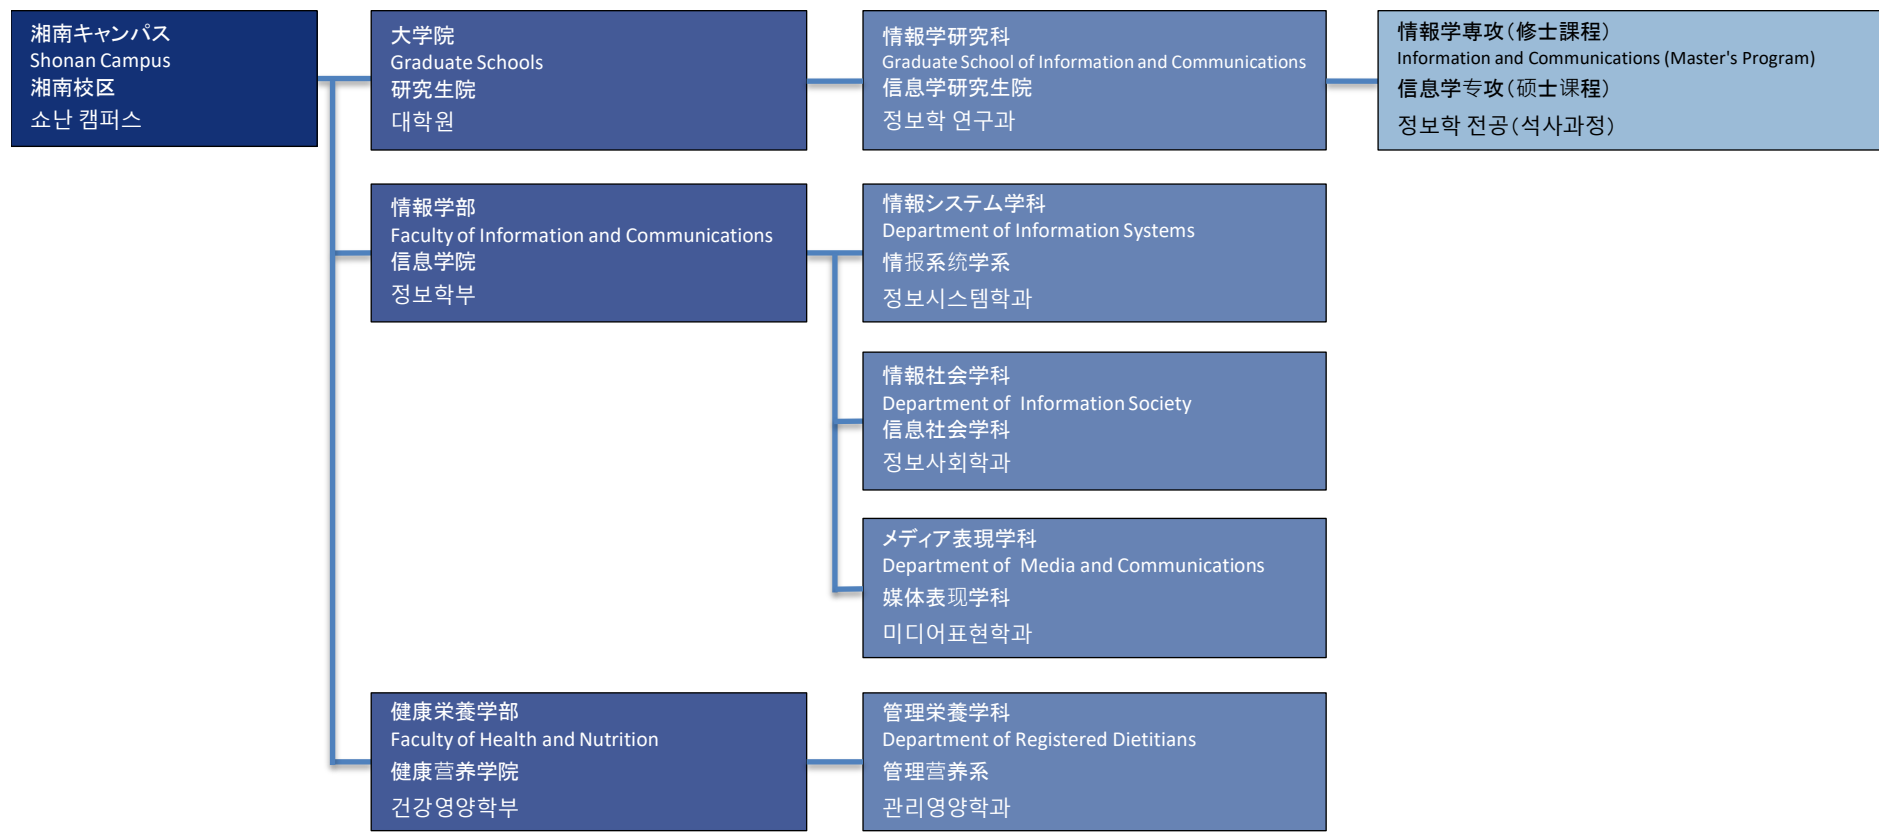 湘南キャンパス
Shonan Campus
湘南校区
쇼난 캠퍼스
大学院
Graduate Schools
研究生院
대학원
情報学研究科
Graduate School of Information and Communications
信息学研究生院
정보학 연구과
情報学専攻(修士課程)
Information and Communications (Master's Program)
信息学专攻(硕士课程)
정보학 전공(석사과정)
情報学部
Faculty of Information and Communications
信息学院
정보학부
情報システム学科
Department of Information Systems
情报系统学系
정보시스템학과
情報社会学科
Department of  Information Society
信息社会学科
정보사회학과
メディア表現学科
Department of  Media and Communications
媒体表现学科
미디어표현학과
健康栄養学部
Faculty of Health and Nutrition
健康营养学院
건강영양학부
管理栄養学科
Department of Registered Dietitians
管理营养系
관리영양학과